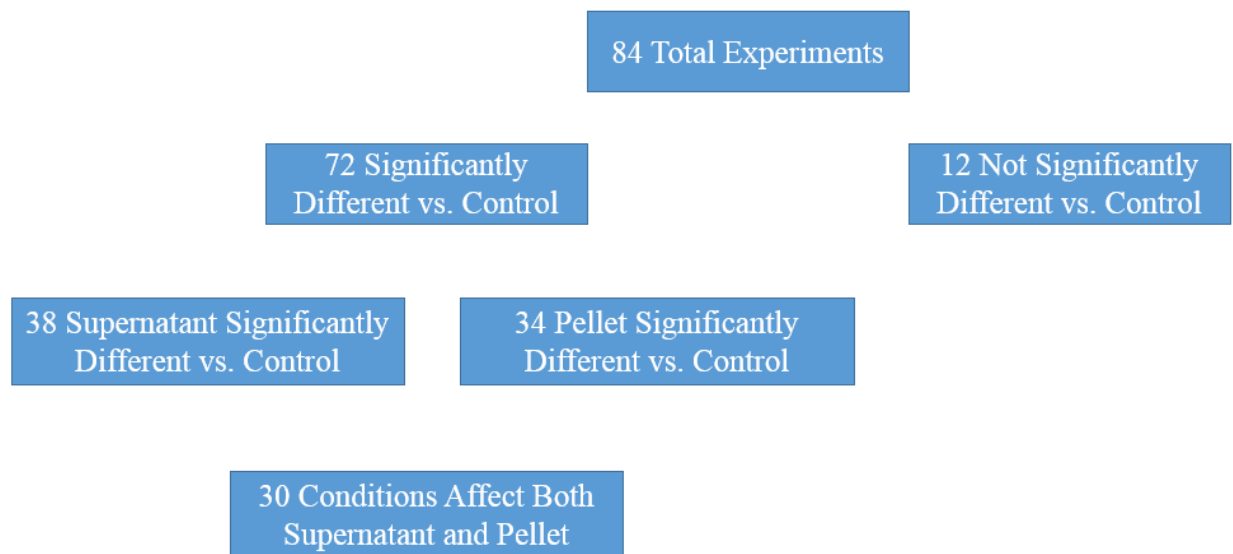 84 Total Experiments
72 Significantly
Different vs. Control
12 Not Significantly
Different vs. Control
38 Supernatant Significantly
Different vs. Control
34 Pellet Significantly
Different vs. Control
30 Conditions Affect Both
Supernatant and Pellet